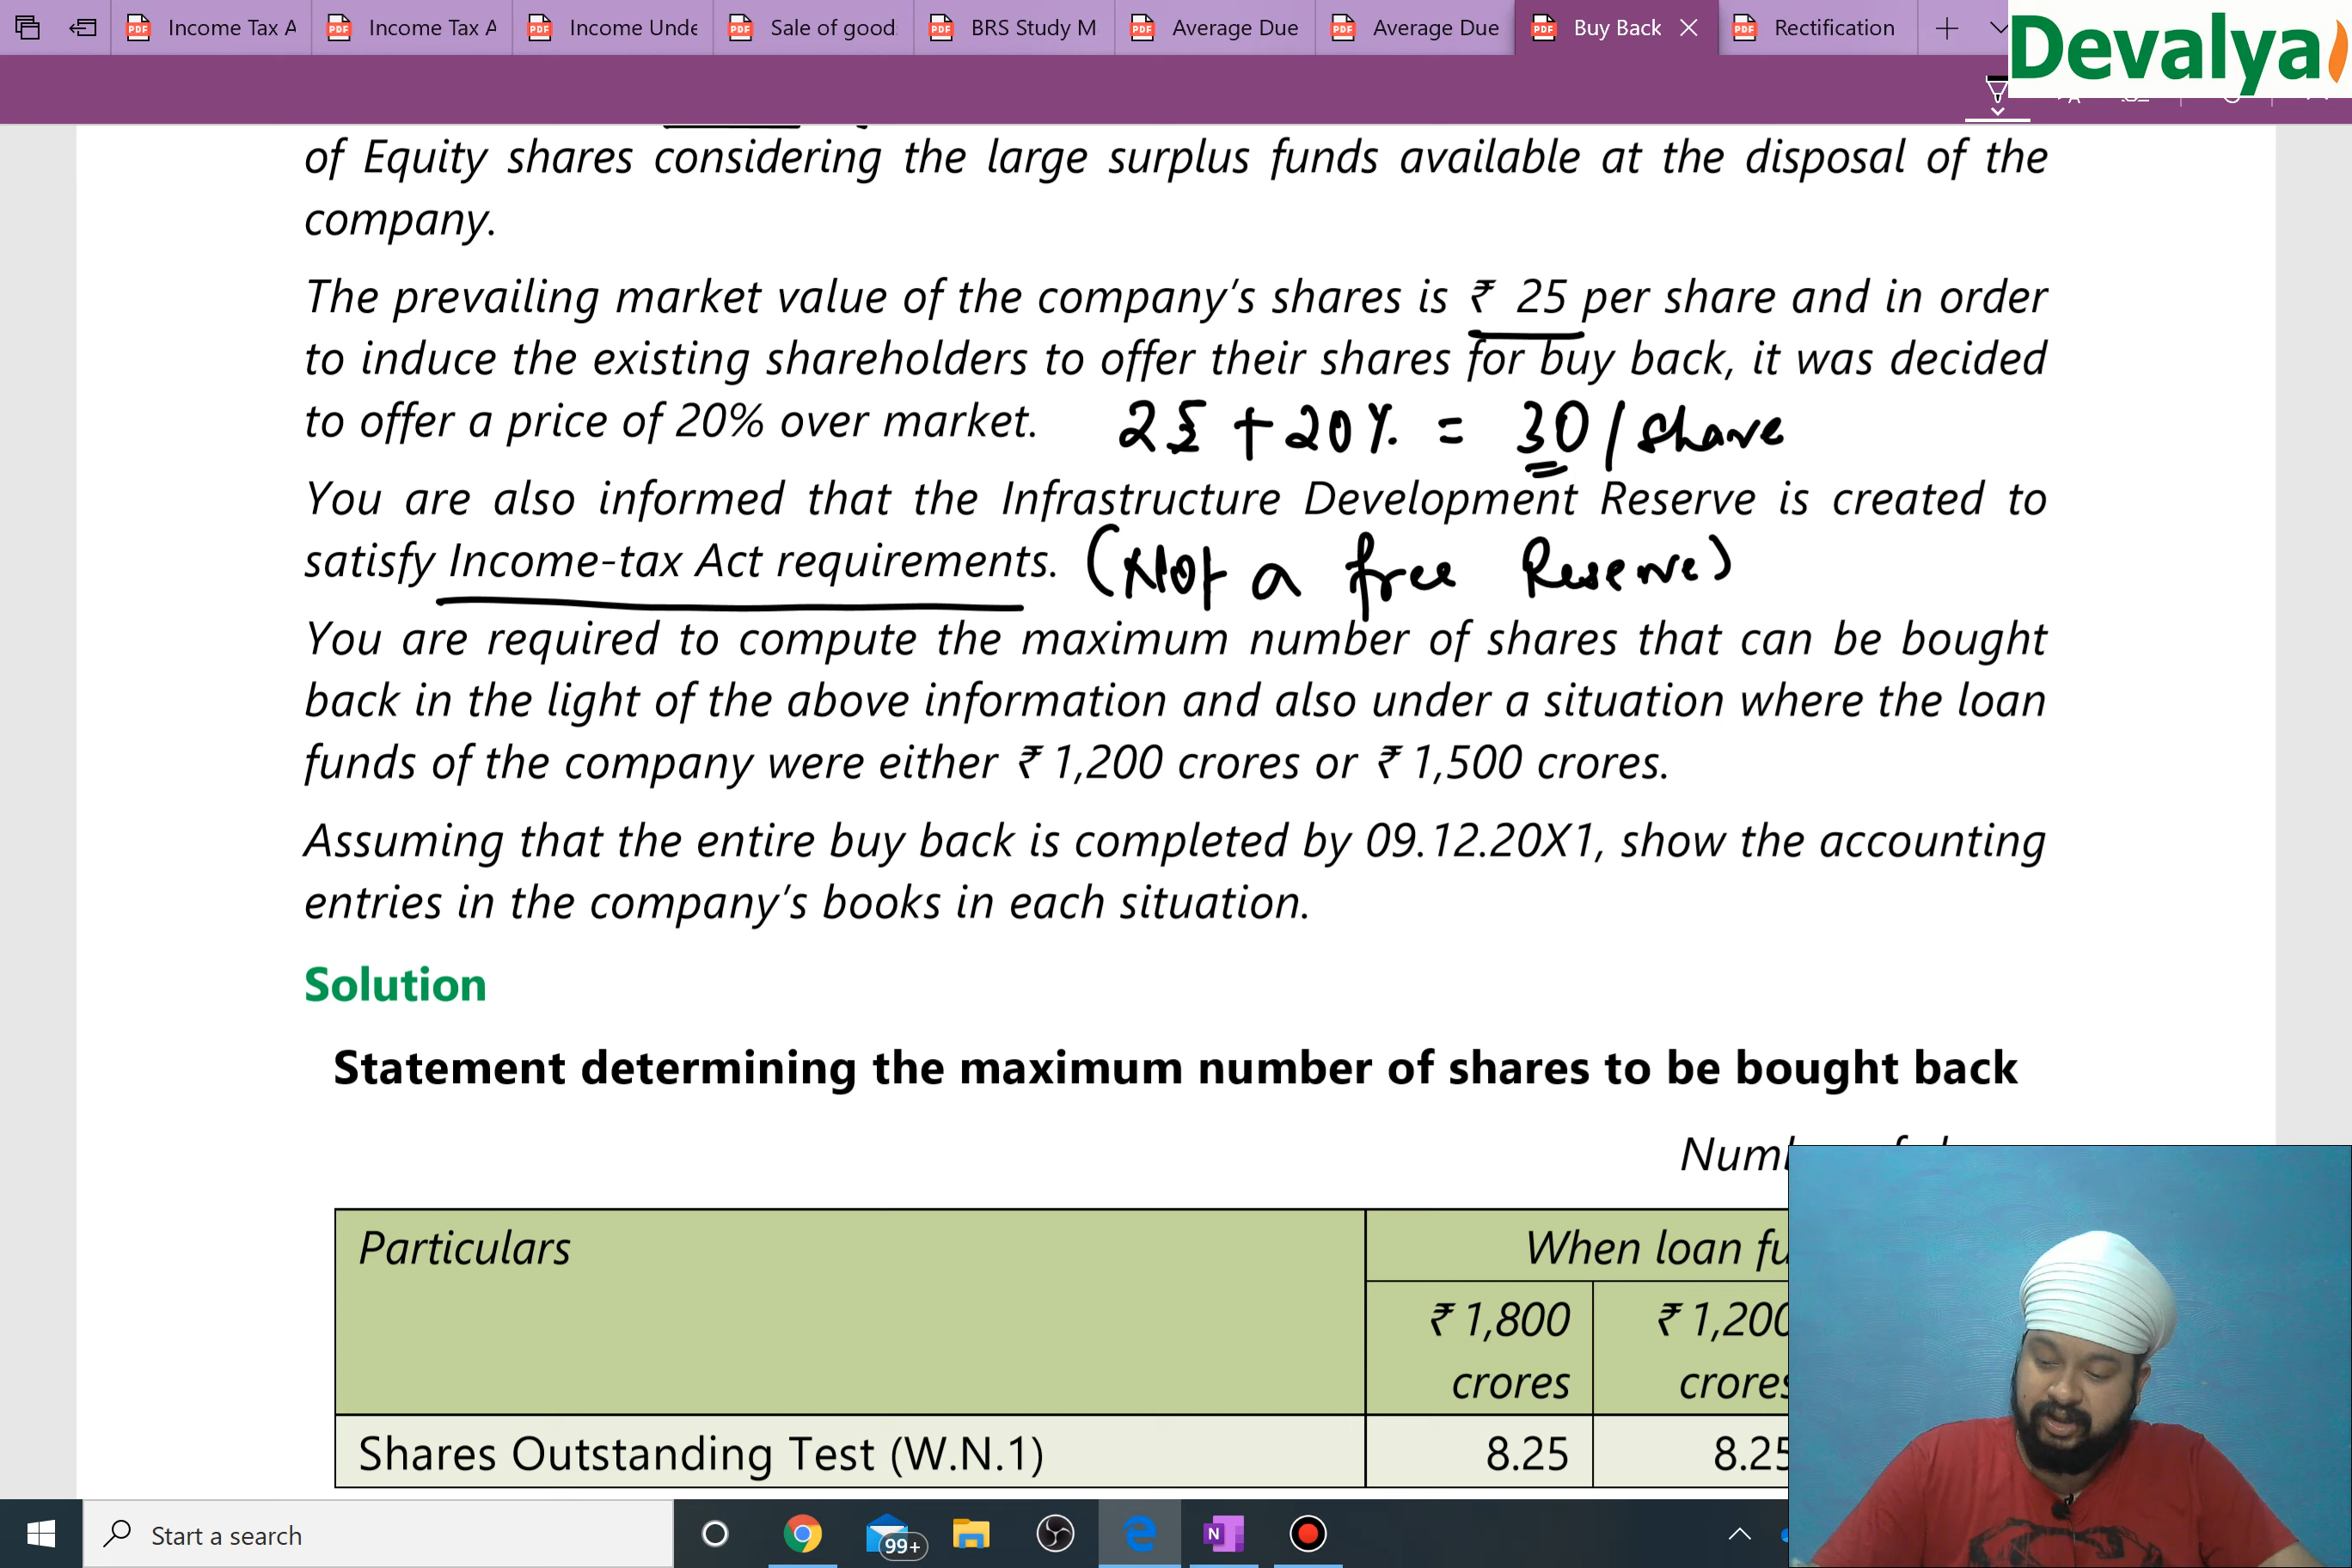 Income Tax A
Income Tax A
Income Unde
Sale of good
BRS Study M
Average Due
Average Due
Buy Back
Rectification
Devalya
of Equity shares considering the large surplus funds available at the disposal of the
company.
The prevailing market value of the company's shares is ₹ 25 per share and in order
to induce the existing shareholders to offer their shares for buy back, it was decided
to offer a price of 20% over market. 25 + 20% = 30 / share
You are also informed that the Infrastructure Development Reserve is created to
satisfy Income-tax Act requirements. (Not a free Reserve)
You are required to compute the maximum number of shares that can be bought
back in the light of the above information and also under a situation where the loan
funds of the company were either ₹ 1,200 crores or ₹ 1,500 crores.
Assuming that the entire buy back is completed by 09.12.20X1, show the accounting
entries in the company's books in each situation.
Solution
Statement determining the maximum number of shares to be bought back
Particulars
When loan fu
₹ 1,800 ₹ 1,200
crores crores
Shares Outstanding Test (W.N.1) 8.25 8.25
Start a search
99+